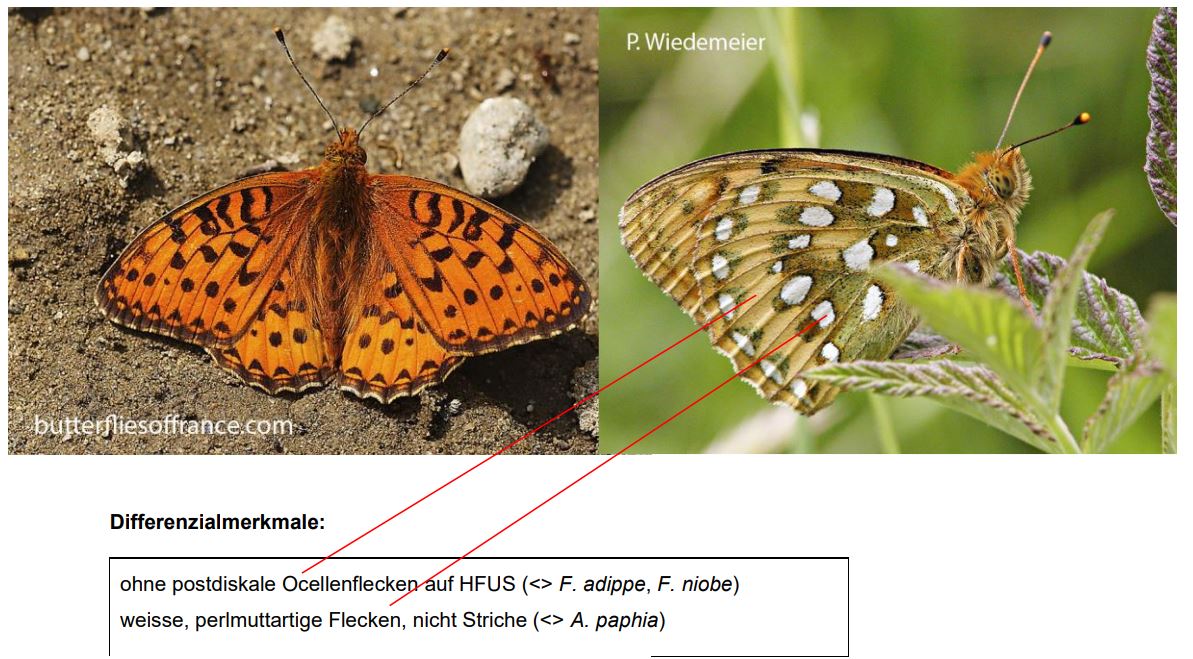 P. Wiedemeier
butterfliesoffrance.com
Differenzialmerkmale:
ohne postdiskale Ocellenflecken auf HFUS (<> F. adippe, F. niobe)
weisse, perlmuttartige Flecken, nicht Striche (<> A. paphia)